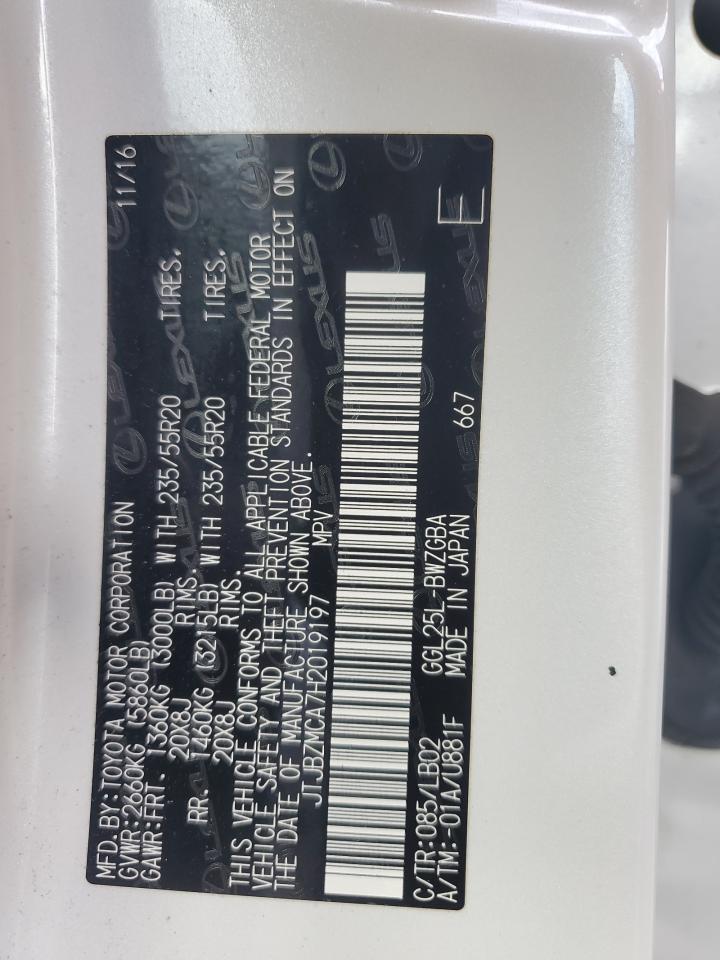 MFD.BY:TOYOTA MOTOR CORPORATION 11/16
GVWR:2660KG (5860LB)
GAWR:FRT. 1360KG (3000LB) WITH 235/55R20 TIRES.
20X8J RIMS.
RR. 1460KG (3215LB) WITH 235/55R20 TIRES.
20X8J RIMS.
THIS VEHICLE CONFORMS TO ALL APPLICABLE FEDERAL MOTOR
VEHICLE SAFETY AND THEFT PREVENTION STANDARDS IN EFFECT ON
THE DATE OF MANUFACTURE SHOWN ABOVE.
JTJBZMCA7H2019197 MPV
C/TR:085/LB02 GGL25L-BWZGBA
A/TM:-01A/U881F MADE IN JAPAN 667
E
LEXUS